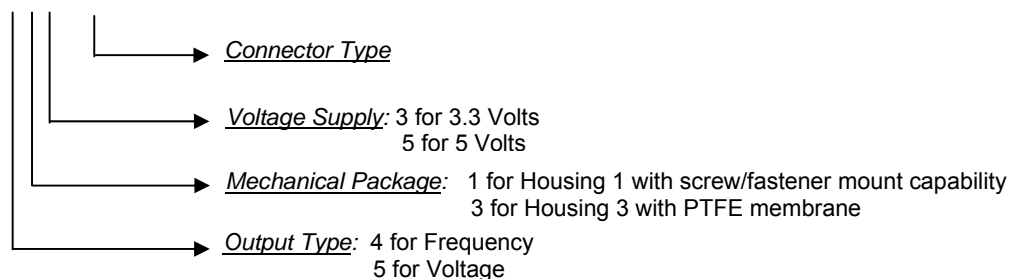 Connector Type
Voltage Supply: 3 for 3.3 Volts
5 for 5 Volts
Mechanical Package: 1 for Housing 1 with screw/fastener mount capability
3 for Housing 3 with PTFE membrane
Output Type: 4 for Frequency
5 for Voltage